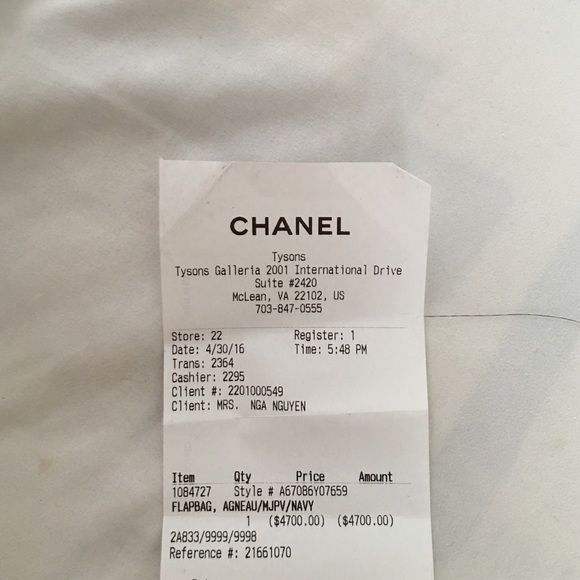 CHANEL
Tysons
Tysons Galleria 2001 International Drive
Suite #2420
McLean, VA 22102, US
703-847-0555
Store: 22 Register: 1
Date: 4/30/16 Time: 5:48 PM
Trans: 2364
Cashier: 2295
Client #: 2201000549
Client: MRS. NGA NGUYEN
Item Qty Price Amount
1084727 Style # A67086Y07659
FLAPBAG, AGNEAU/MJPV/NAVY
1 ($4700.00) ($4700.00)
2A833/9999/9998
Reference #: 21661070